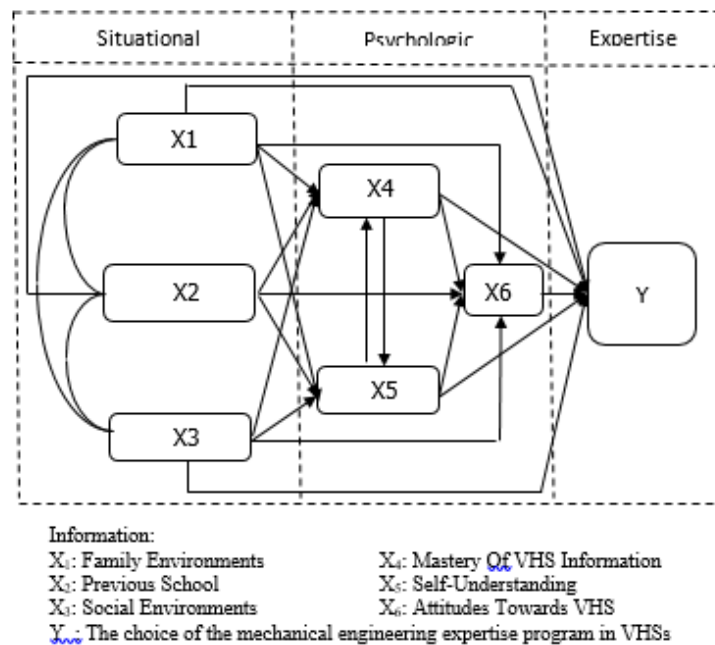 Situational Psychologic Expertise
X1
X4
X2 X6 Y
X5
X3
Information:
X₁: Family Environments X₄: Mastery Of VHS Information
X₂: Previous School X₅: Self-Understanding
X₃: Social Environments X₆: Attitudes Towards VHS
Y : The choice of the mechanical engineering expertise program in VHSs